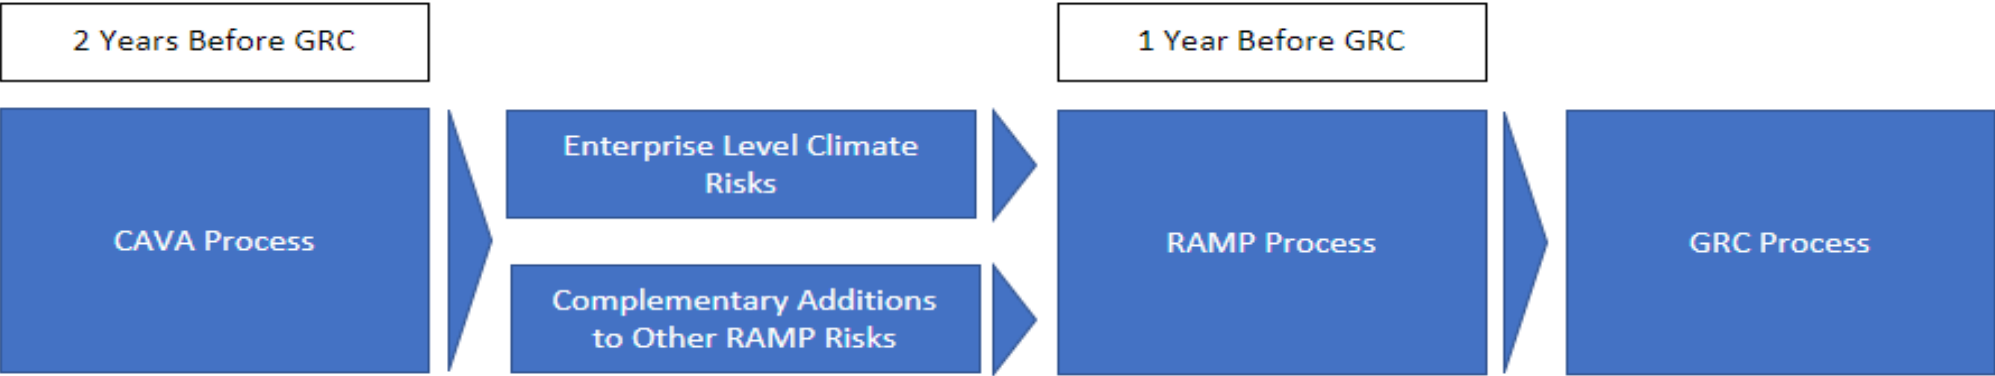 2 Years Before GRC
1 Year Before GRC
CAVA Process
Enterprise Level Climate
Risks
Complementary Additions
to Other RAMP Risks
RAMP Process
GRC Process